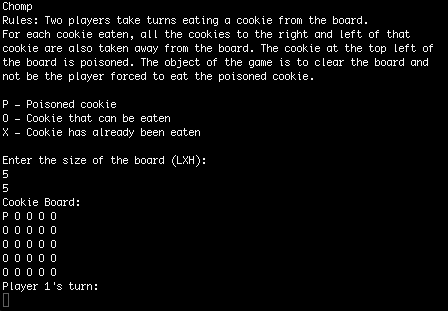 Chomp
Rules: Two players take turns eating a cookie from the board.
For each cookie eaten, all the cookies to the right and left of that
cookie are also taken away from the board. The cookie at the top left of
the board is poisoned. The object of the game is to clear the board and
not be the player forced to eat the poisoned cookie.
P – Poisoned cookie
O – Cookie that can be eaten
X – Cookie has already been eaten
Enter the size of the board (LXH):
5
5
Cookie Board:
P O O O O
O O O O O
O O O O O
O O O O O
O O O O O
Player 1's turn: